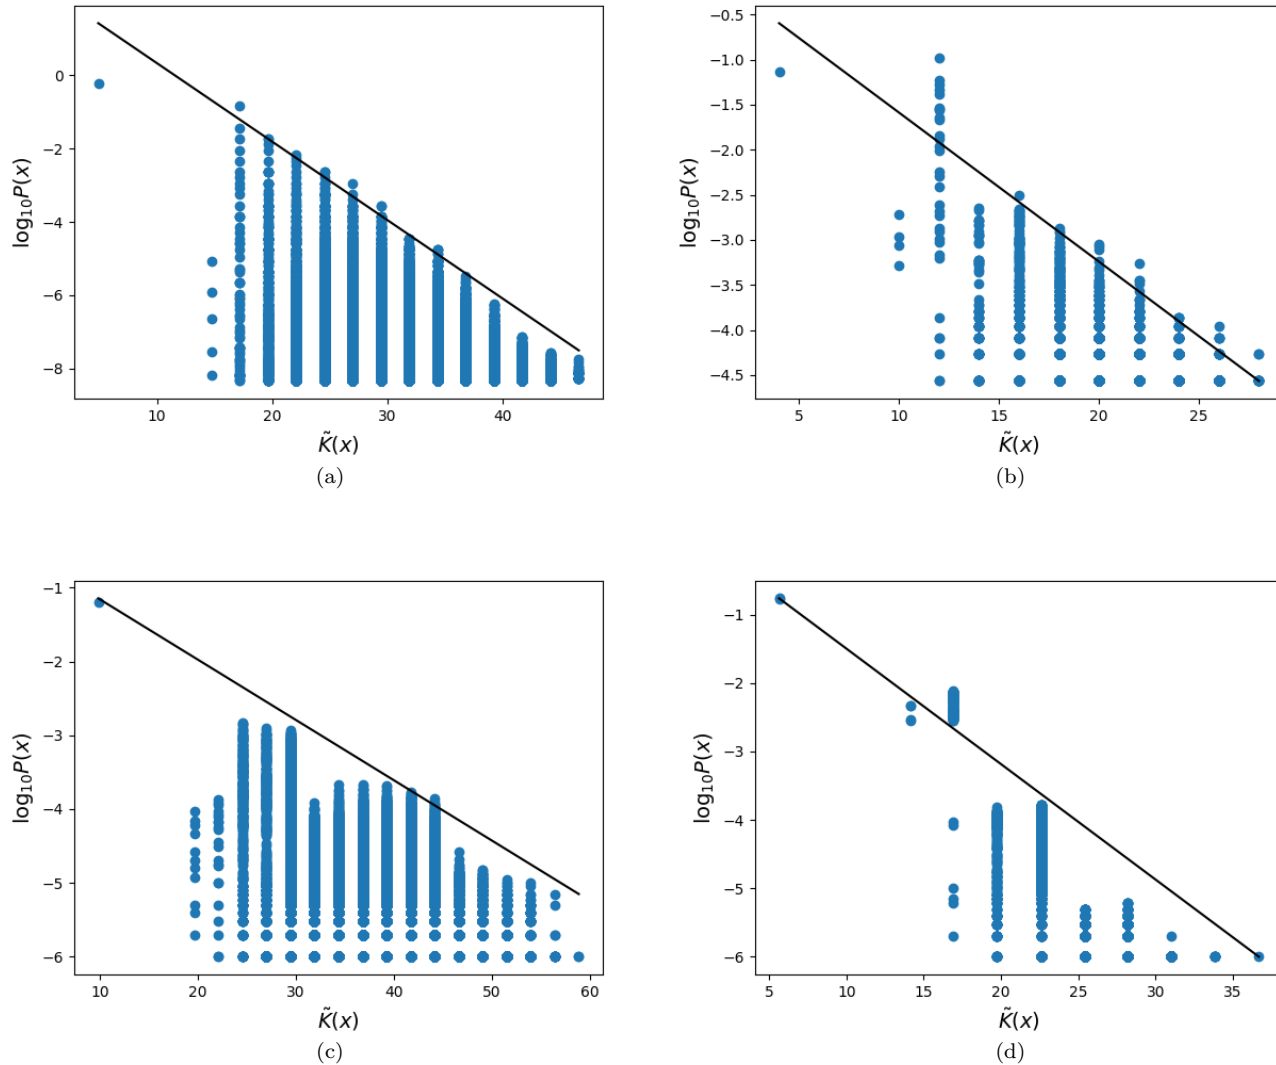 0
−2
−4
−6
−8
log₁₀P(x)
10 20 30 40
K̃(x)
(a)
−0.5
−1.0
−1.5
−2.0
−2.5
−3.0
−3.5
−4.0
−4.5
log₁₀P(x)
5 10 15 20 25
K̃(x)
(b)
−1
−2
−3
−4
−5
−6
log₁₀P(x)
10 20 30 40 50 60
K̃(x)
(c)
−1
−2
−3
−4
−5
−6
log₁₀P(x)
5 10 15 20 25 30 35
K̃(x)
(d)